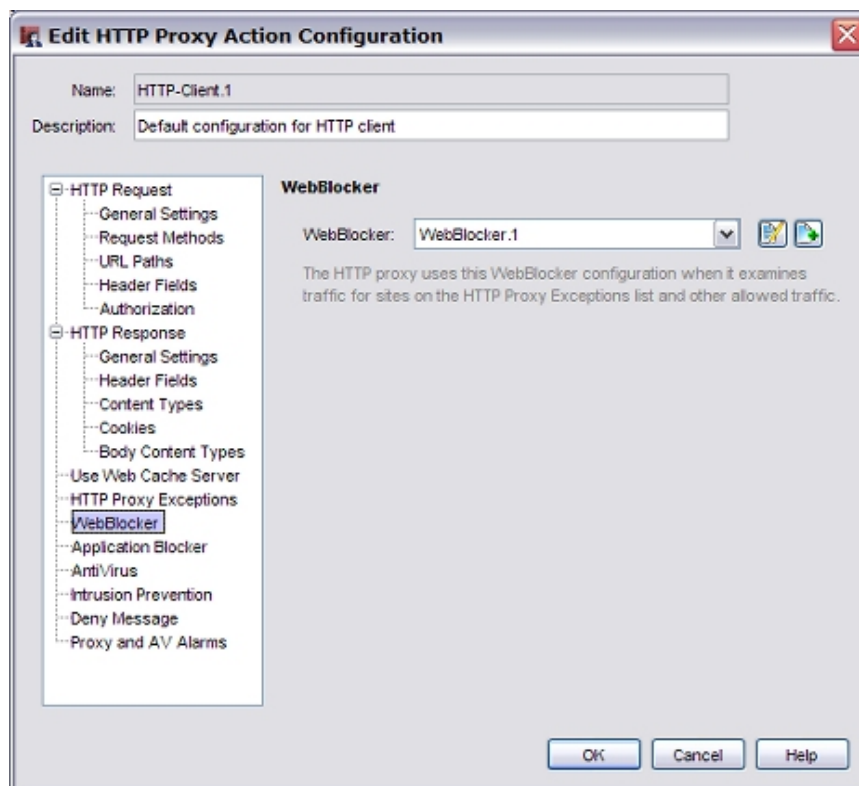 Edit HTTP Proxy Action Configuration
Name: HTTP-Client.1
Description: Default configuration for HTTP client
HTTP Request
General Settings
Request Methods
URL Paths
Header Fields
Authorization
HTTP Response
General Settings
Header Fields
Content Types
Cookies
Body Content Types
Use Web Cache Server
HTTP Proxy Exceptions
WebBlocker
Application Blocker
AntiVirus
Intrusion Prevention
Deny Message
Proxy and AV Alarms
WebBlocker
WebBlocker: WebBlocker.1
The HTTP proxy uses this WebBlocker configuration when it examines
traffic for sites on the HTTP Proxy Exceptions list and other allowed traffic.
OK Cancel Help